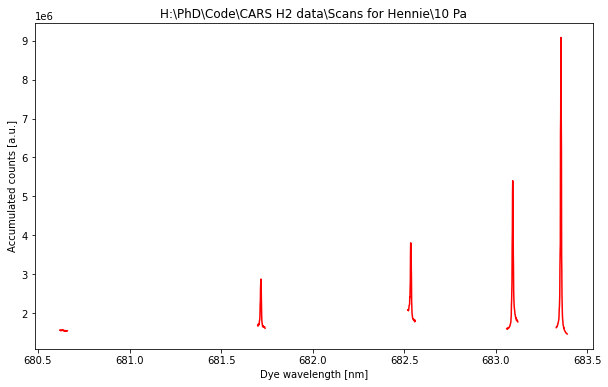 H:\PhD\Code\CARS H2 data\Scans for Hennie\10 Pa
1e6
9
8
7
6
5
4
3
2
Accumulated counts [a.u.]
680.5 681.0 681.5 682.0 682.5 683.0 683.5
Dye wavelength [nm]